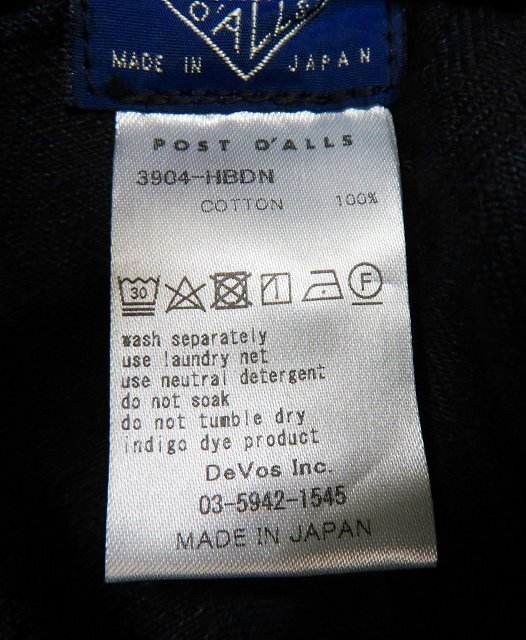 O'ALLS
MADE IN JAPAN
POST O'ALLS
3904-HBDN
COTTON 100%
30
F
wash separately
use laundry net
use neutral detergent
do not soak
do not tumble dry
indigo dye product
DeVos Inc.
03-5942-1545
MADE IN JAPAN